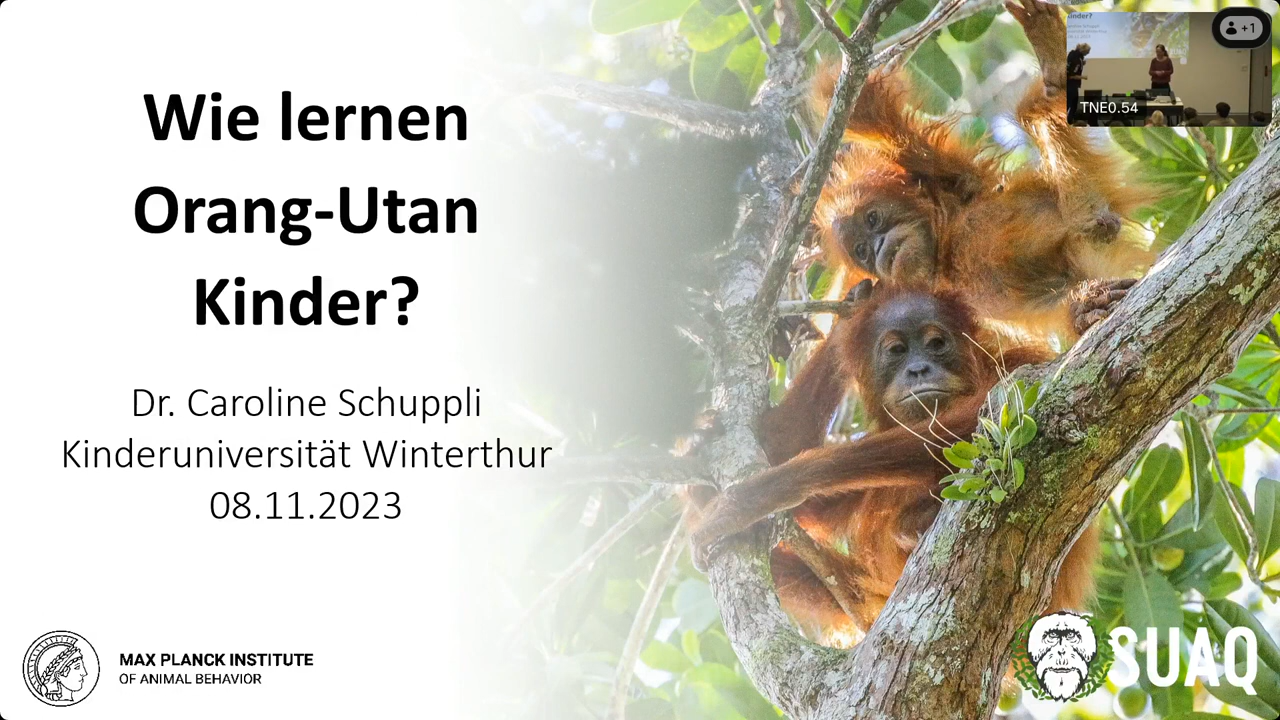 Wie lernen
Orang-Utan
Kinder?
Dr. Caroline Schuppli
Kinderuniversität Winterthur
08.11.2023
MAX PLANCK INSTITUTE
OF ANIMAL BEHAVIOR
SUAQ
+1
TNE0.54